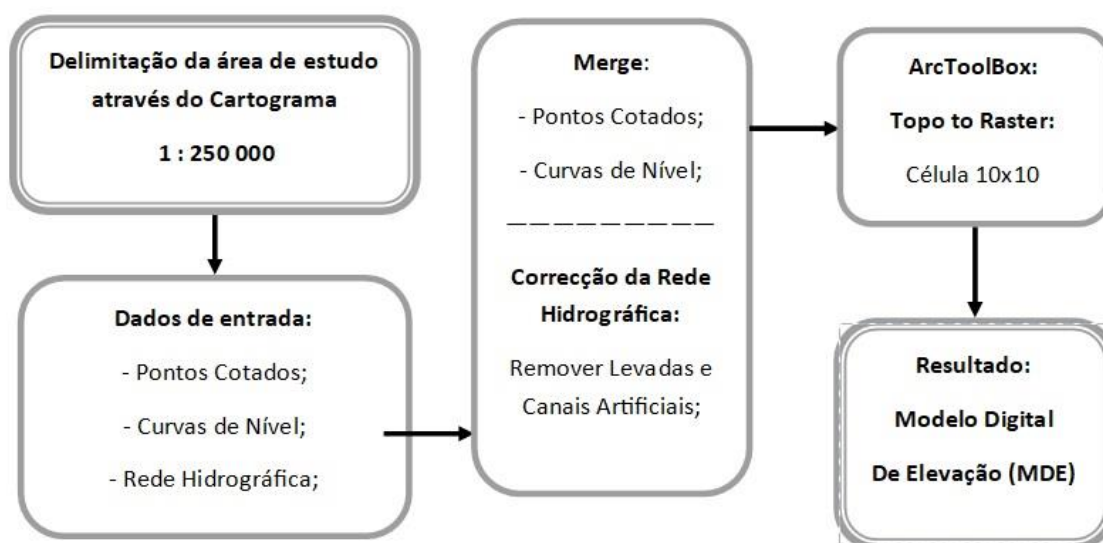 Delimitação da área de estudo
através do Cartograma
1 : 250 000
Dados de entrada:
- Pontos Cotados;
- Curvas de Nível;
- Rede Hidrográfica;
Merge:
- Pontos Cotados;
- Curvas de Nível;
_________
Correcção da Rede
Hidrográfica:
Remover Levadas e
Canais Artificiais;
ArcToolBox:
Topo to Raster:
Célula 10x10
Resultado:
Modelo Digital
De Elevação (MDE)